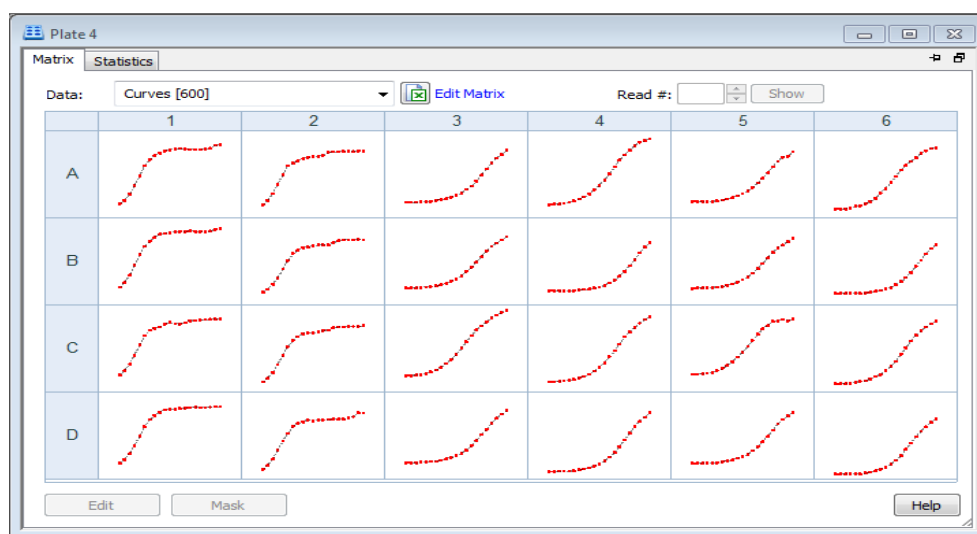 Plate 4
Matrix Statistics
Data: Curves [600] Edit Matrix Read #: Show
1 2 3 4 5 6
A
B
C
D
Edit Mask Help